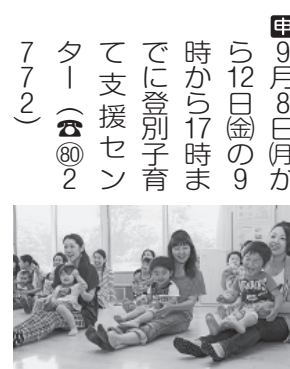 申9月8日㈪か
ら12日㈮の9
時から17時ま
でに登別子育
て支援セン
ター（☎80 2
772）